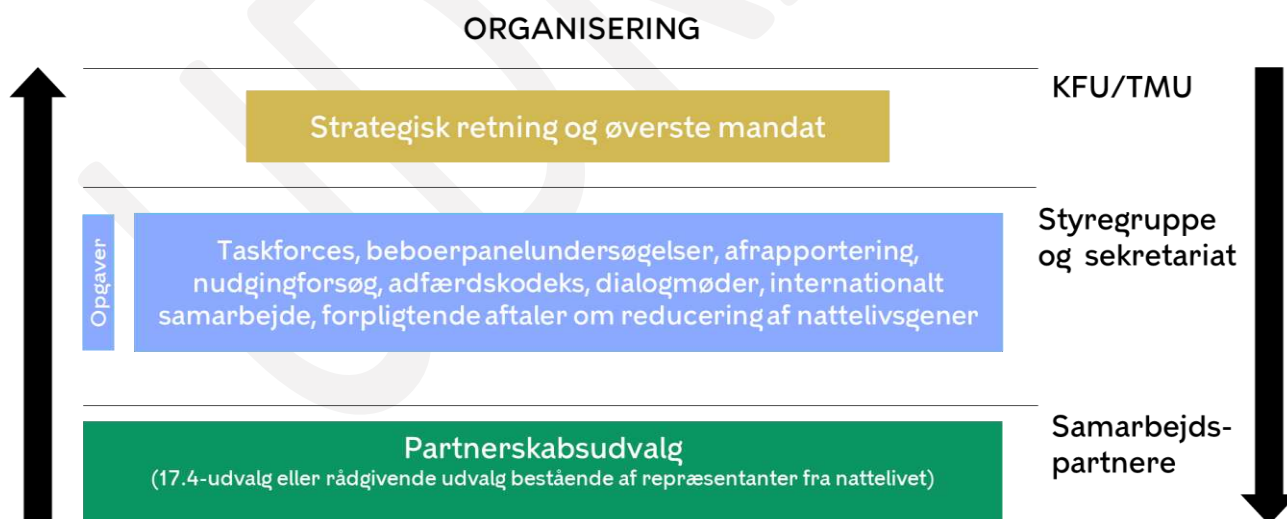 ORGANISERING
KFU/TMU
Strategisk retning og øverste mandat
Styregruppe
og sekretariat
Opgaver
Taskforces, beboerpanelundersøgelser, afrapportering,
nudgingforsøg, adfærdskodeks, dialogmøder, internationalt
samarbejde, forpligtende aftaler om reducering af nattelivsgener
Samarbejds-
partnere
Partnerskabsudvalg
(17.4-udvalg eller rådgivende udvalg bestående af repræsentanter fra nattelivet)